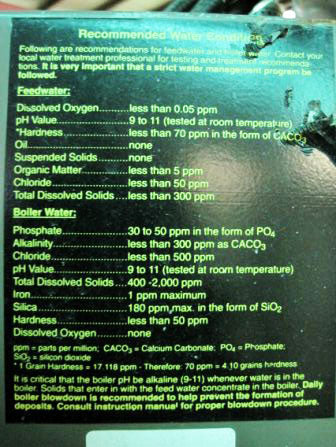 Recommended Water Condition
Following are recommendations for feedwater and boiler water. Contact your
local water treatment professional for testing and treatment recommenda-
tions. It is very important that a strict water management program be
followed.
Feedwater:
Dissolved Oxygen..........less than 0.05 ppm
pH Value......................9 to 11 (tested at room temperature)
*Hardness....................less than 70 ppm in the form of CACO3
Oil...............................none
Suspended Solids.........none
Organic Matter..............less than 5 ppm
Chloride.......................less than 50 ppm
Total Dissolved Solids...less than 300 ppm
Boiler Water:
Phosphate....................30 to 50 ppm in the form of PO4
Alkalinity......................less than 300 ppm as CACO3
Chloride.......................less than 500 ppm
pH Value......................9 to 11 (tested at room temperature)
Total Dissolved Solids...400 -2,000 ppm
Iron..............................1 ppm maximum
Silica............................180 ppm,max. in the form of SiO2
Hardness.....................less than 50 ppm
Dissolved Oxygen.........none
ppm = parts per million; CACO3 = Calcium Carbonate; PO4 = Phosphate;
SiO2 = silicon dioxide
* 1 Grain Hardness = 17.118 ppm - Therefore: 70 ppm = 4.10 grains hardness
It is critical that the boiler pH be alkaline (9-11) whenever water is in the
boiler. Solids that enter in with the feed water concentrate in the boiler. Daily
boiler blowdown is recommended to help prevent the formation of
deposits. Consult instruction manual for proper blowdown procedure.